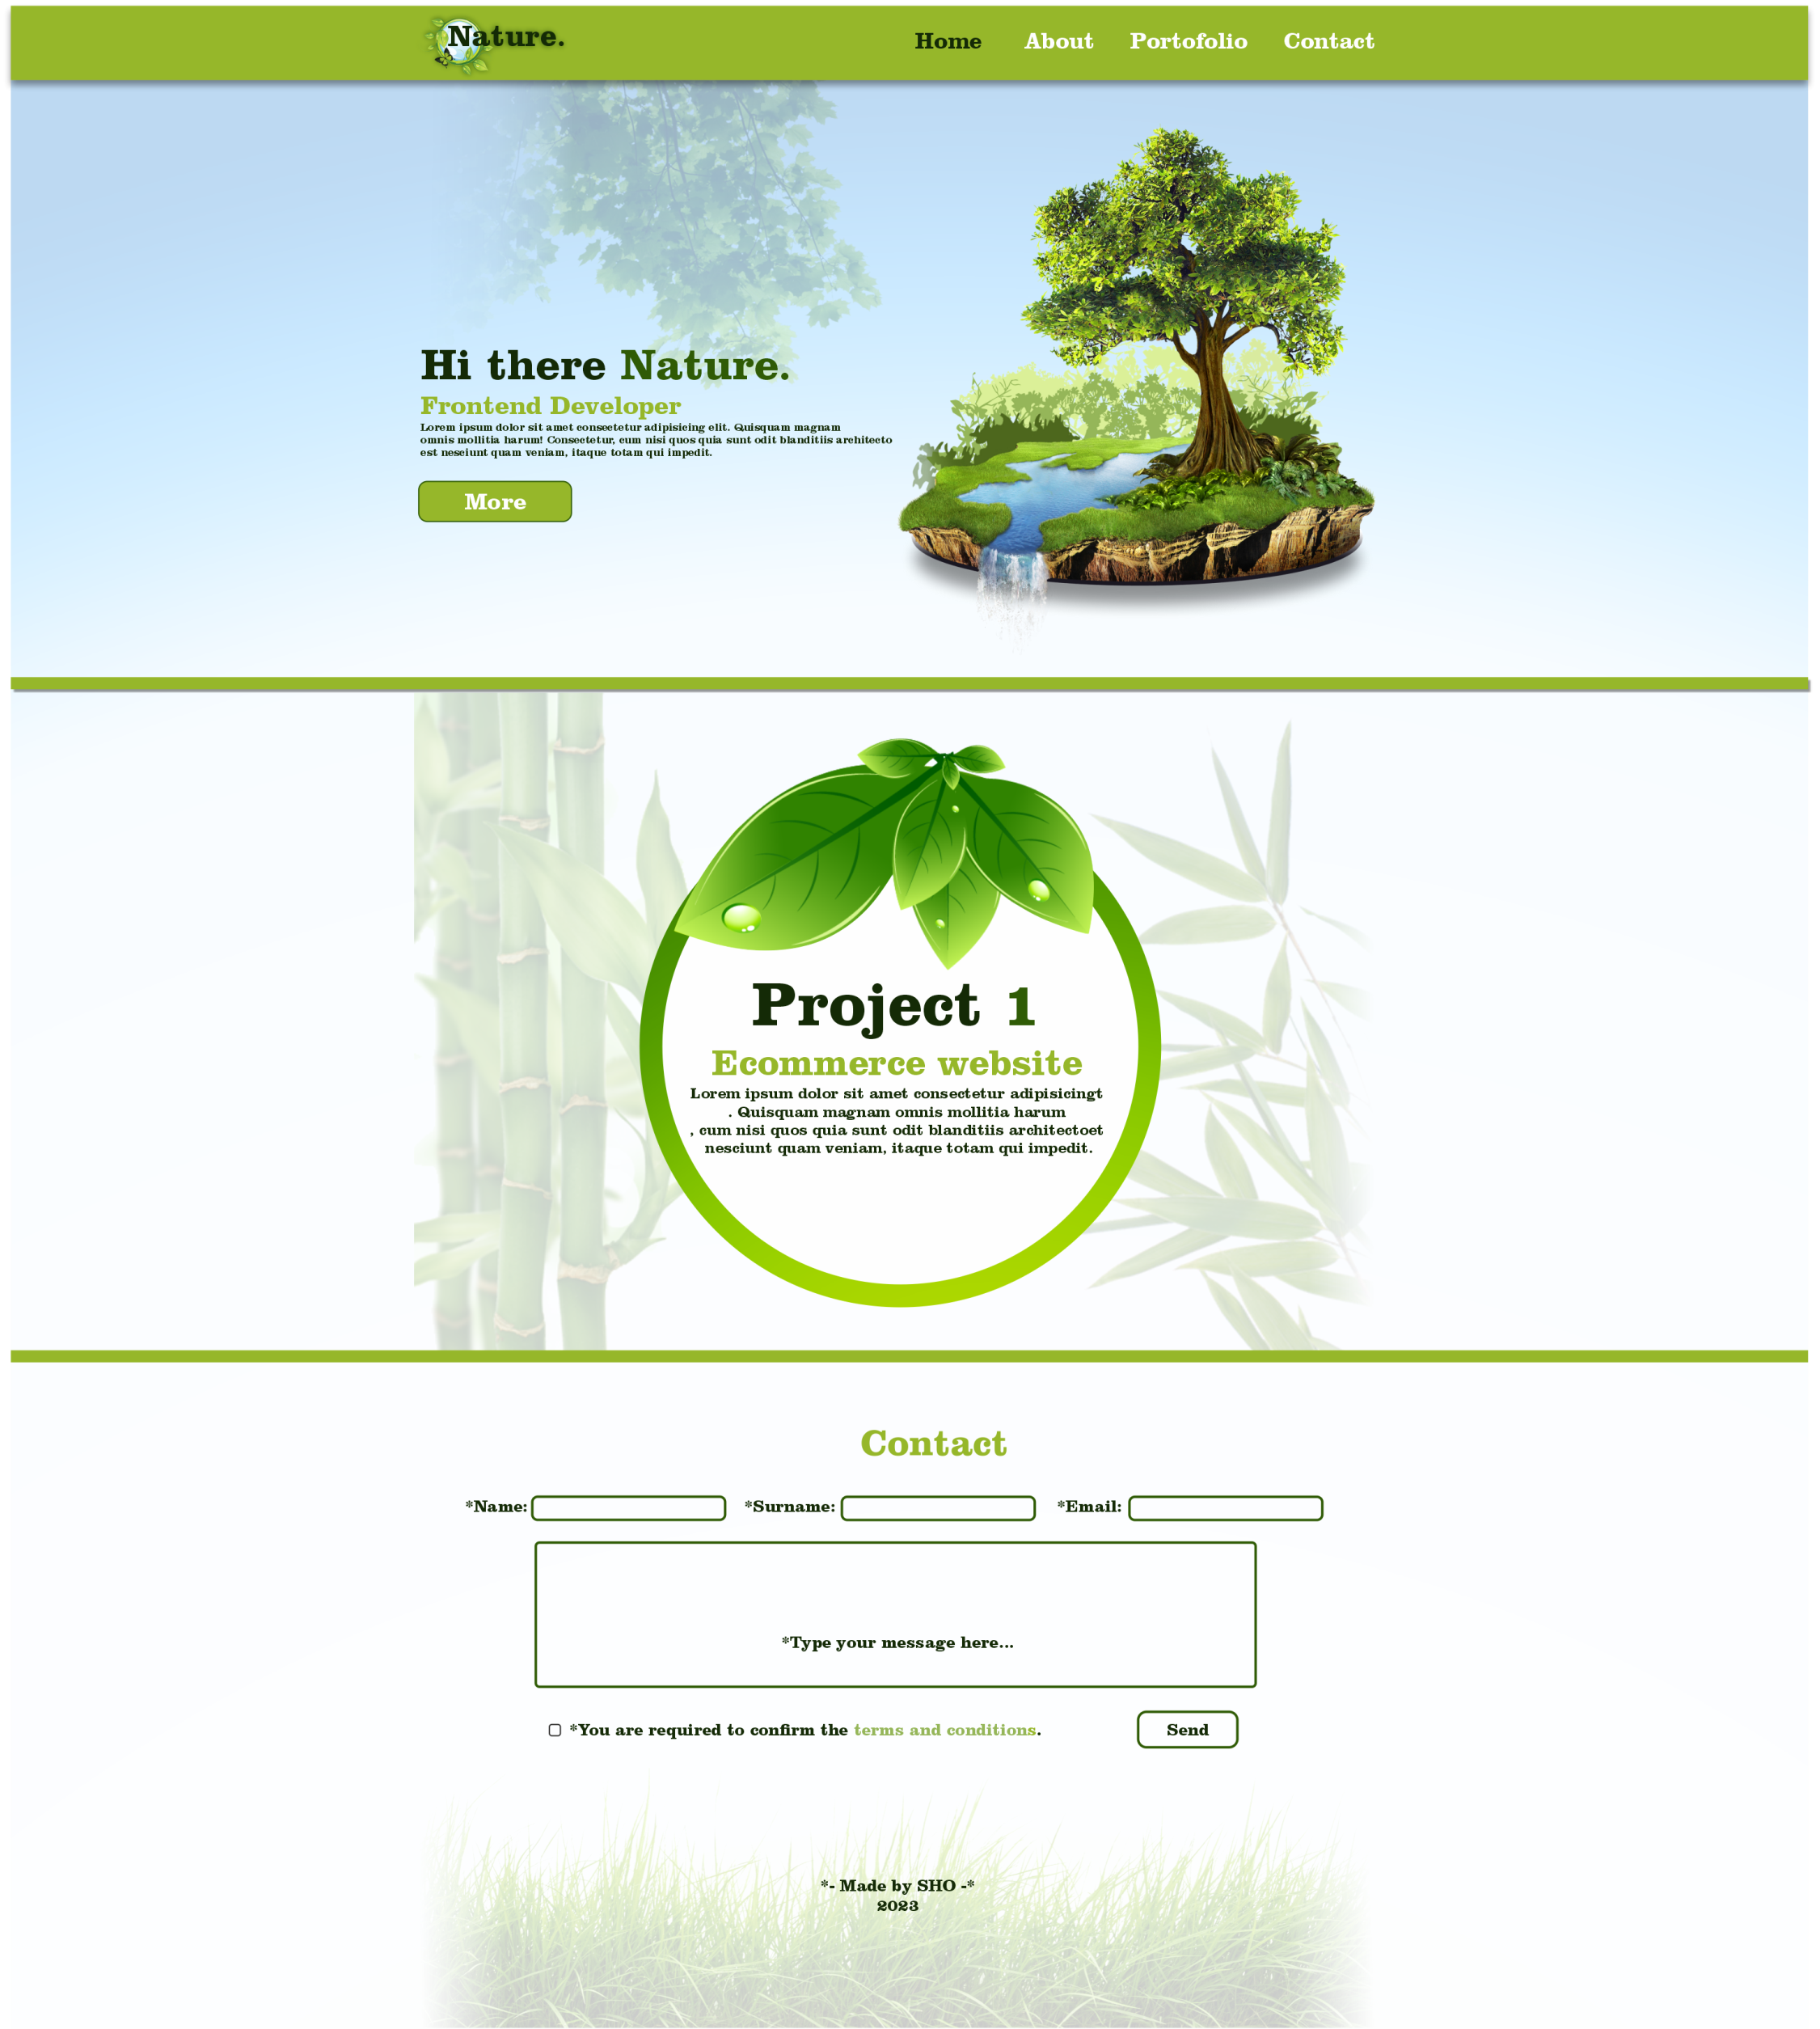 Nature.
Home About Portofolio Contact
Hi there Nature.
Frontend Developer
Lorem ipsum dolor sit amet consectetur adipisicing elit. Quisquam magnam
omnis mollitia harum! Consectetur, cum nisi quos quia sunt odit blanditiis architecto
est nesciunt quam veniam, itaque totam qui impedit.
More
Project 1
Ecommerce website
Lorem ipsum dolor sit amet consectetur adipisicingt
. Quisquam magnam omnis mollitia harum
, cum nisi quos quia sunt odit blanditiis architectoet
nesciunt quam veniam, itaque totam qui impedit.
Contact
*Name: *Surname: *Email:
*Type your message here...
*You are required to confirm the terms and conditions.
Send
*- Made by SHO -*
2023